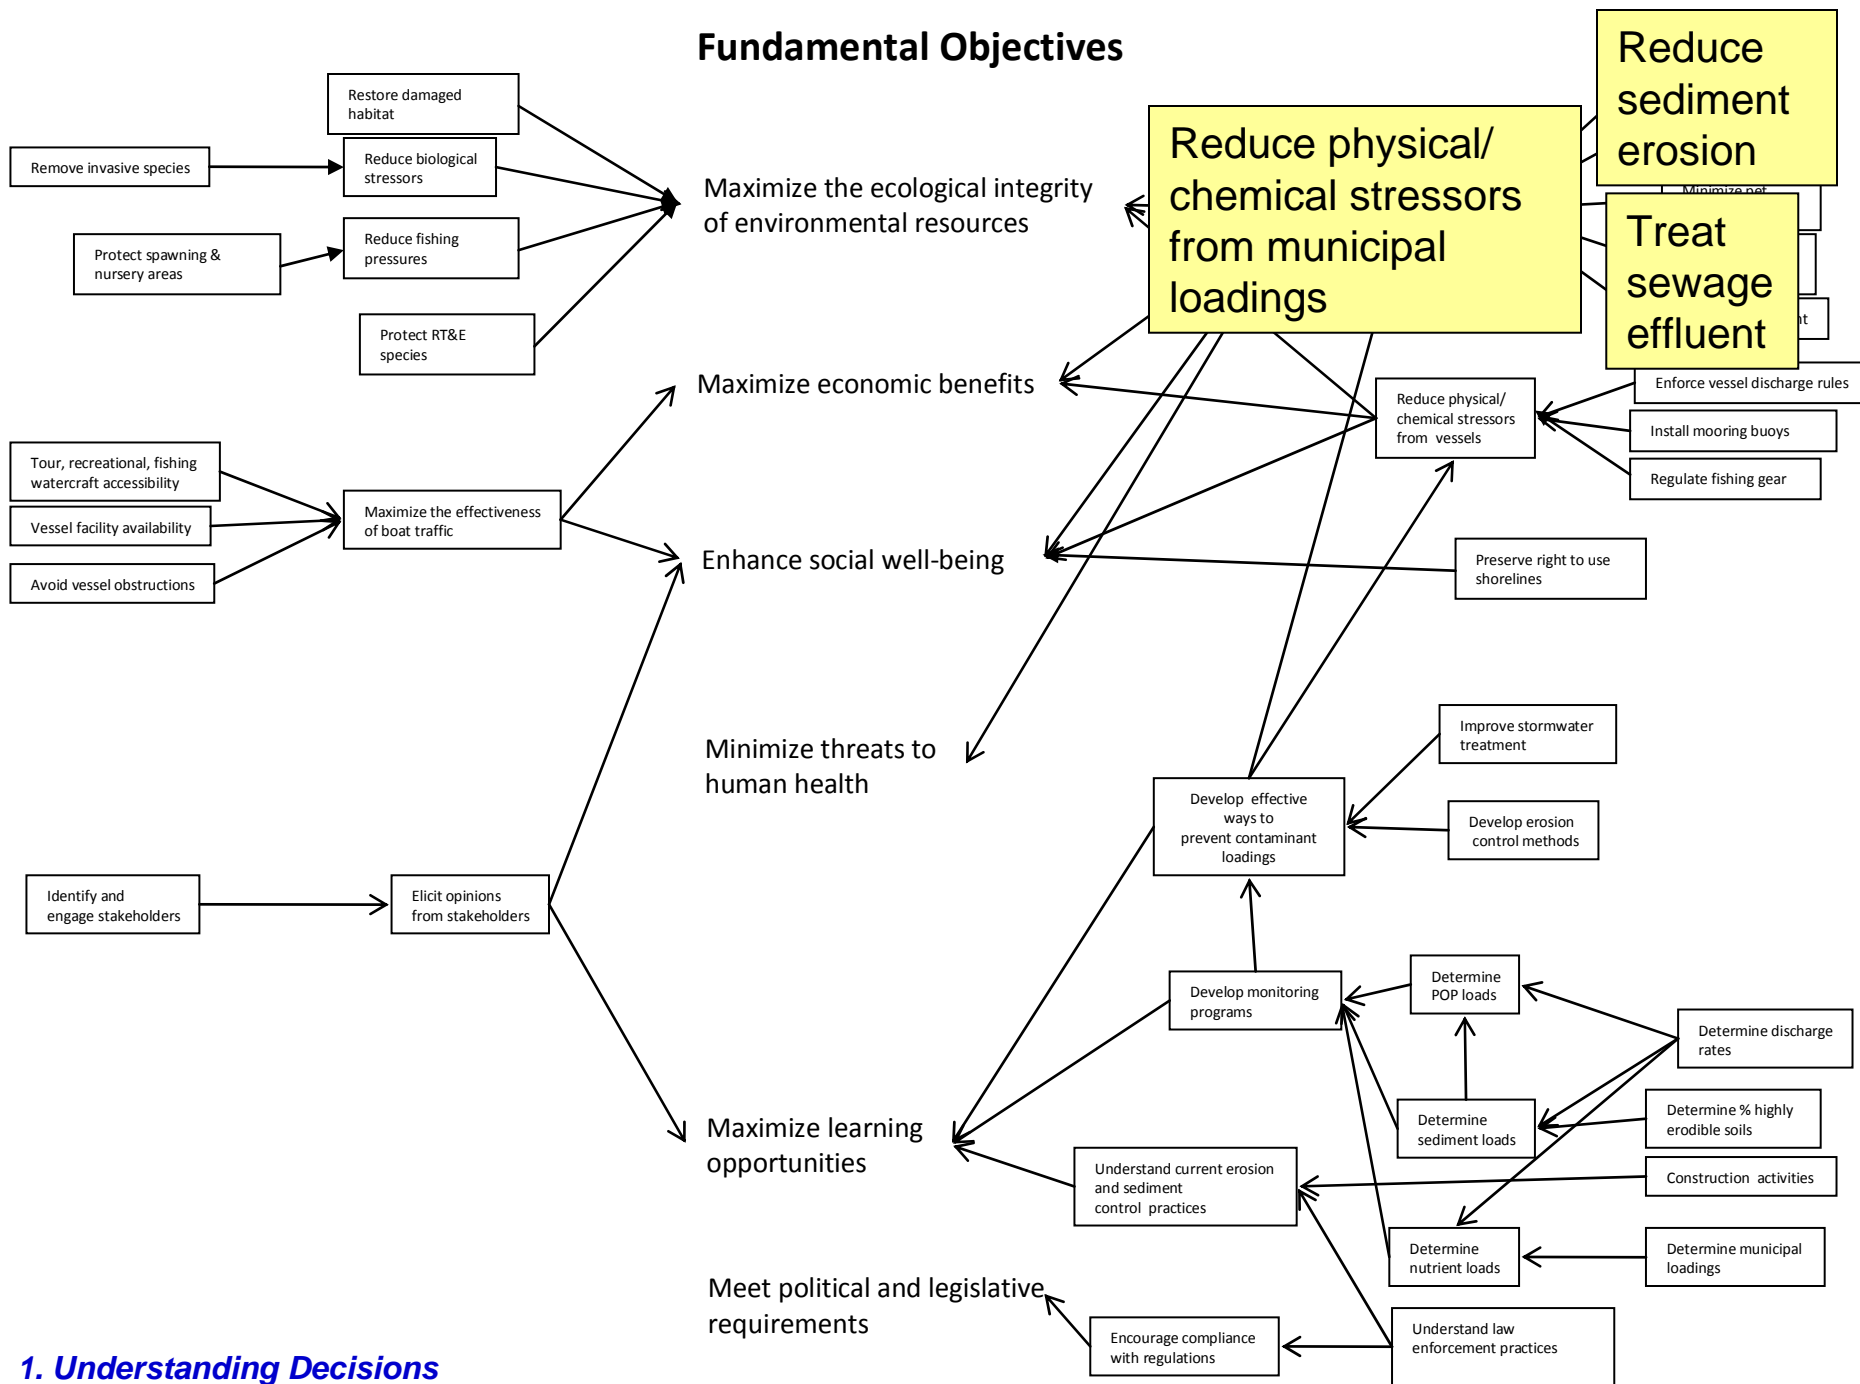 Fundamental Objectives
Reduce
sediment
erosion
Restore damaged
habitat
Remove invasive species
Reduce biological
stressors
Maximize the ecological integrity
of environmental resources
Reduce physical/
chemical stressors
from municipal
loadings
Minimize net
Treat
sewage
effluent
Protect spawning &
nursery areas
Reduce fishing
pressures
Protect RT&E
species
Maximize economic benefits
Reduce physical/
chemical stressors
from vessels
Enforce vessel discharge rules
Install mooring buoys
Regulate fishing gear
Tour, recreational, fishing
watercraft accessibility
Vessel facility availability
Avoid vessel obstructions
Maximize the effectiveness
of boat traffic
Enhance social well-being
Preserve right to use
shorelines
Minimize threats to
human health
Improve stormwater
treatment
Develop effective
ways to
prevent contaminant
loadings
Develop erosion
control methods
Identify and
engage stakeholders
Elicit opinions
from stakeholders
Develop monitoring
programs
Determine
POP loads
Determine discharge
rates
Maximize learning
opportunities
Determine
sediment loads
Determine % highly
erodible soils
Understand current erosion
and sediment
control practices
Construction activities
Determine
nutrient loads
Determine municipal
loadings
Meet political and legislative
requirements
Encourage compliance
with regulations
Understand law
enforcement practices
1. Understanding Decisions